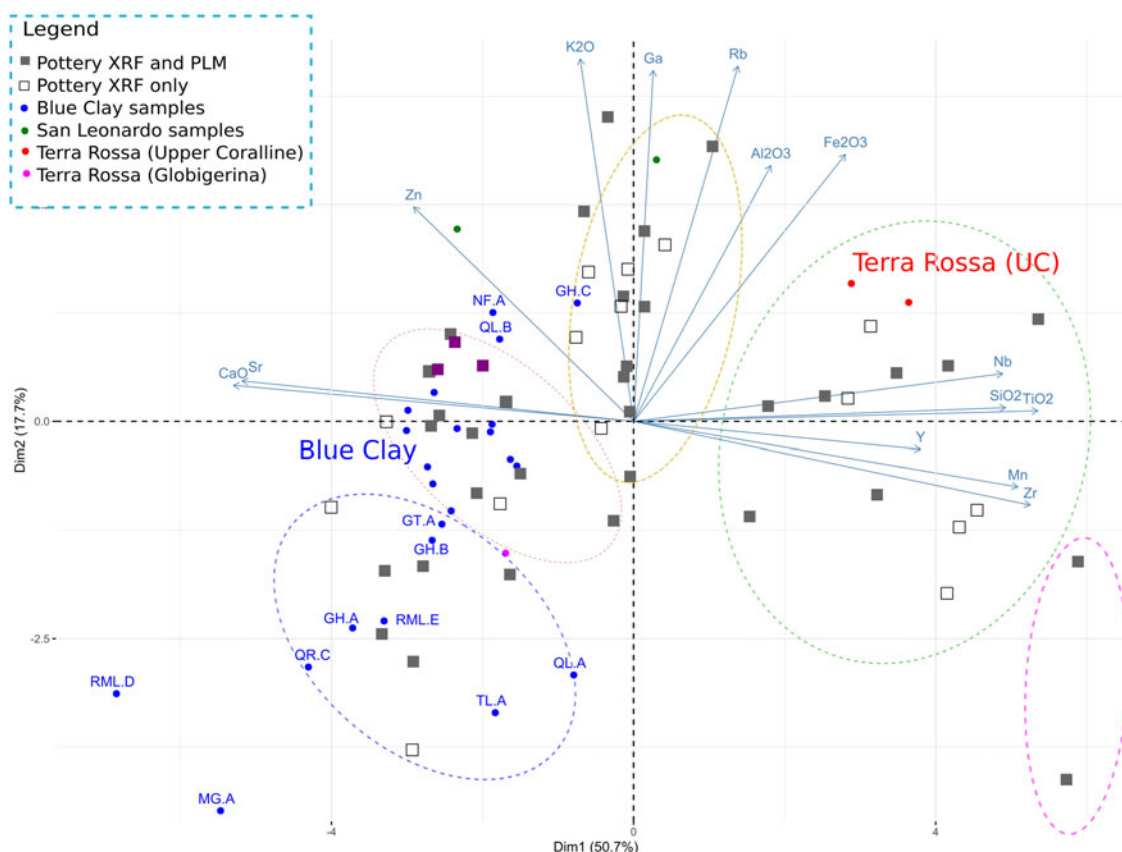 Legend
Pottery XRF and PLM
Pottery XRF only
Blue Clay samples
San Leonardo samples
Terra Rossa (Upper Coralline)
Terra Rossa (Globigerina)
K2O
Ga
Rb
Al2O3
Fe2O3
Zn
Terra Rossa (UC)
NF.A
GH.C
QL.B
CaO
Sr
Nb
SiO2
TiO2
0.0
Y
Blue Clay
Mn
Zr
GT.A
GH.B
GH.A
RML.E
-2.5
QR.C
QL.A
RML.D
TL.A
MG.A
Dim2 (17.7%)
-4
0
4
Dim1 (50.7%)